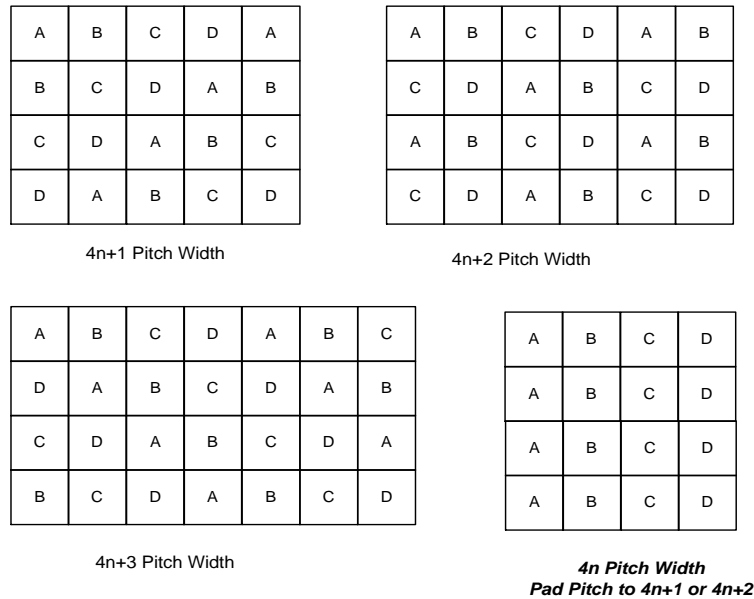 A B C D A
B C D A B
C D A B C
D A B C D
4n+1 Pitch Width
A B C D A B
C D A B C D
A B C D A B
C D A B C D
4n+2 Pitch Width
A B C D A B C
D A B C D A B
C D A B C D A
B C D A B C D
4n+3 Pitch Width
A B C D
A B C D
A B C D
A B C D
4n Pitch Width
Pad Pitch to 4n+1 or 4n+2